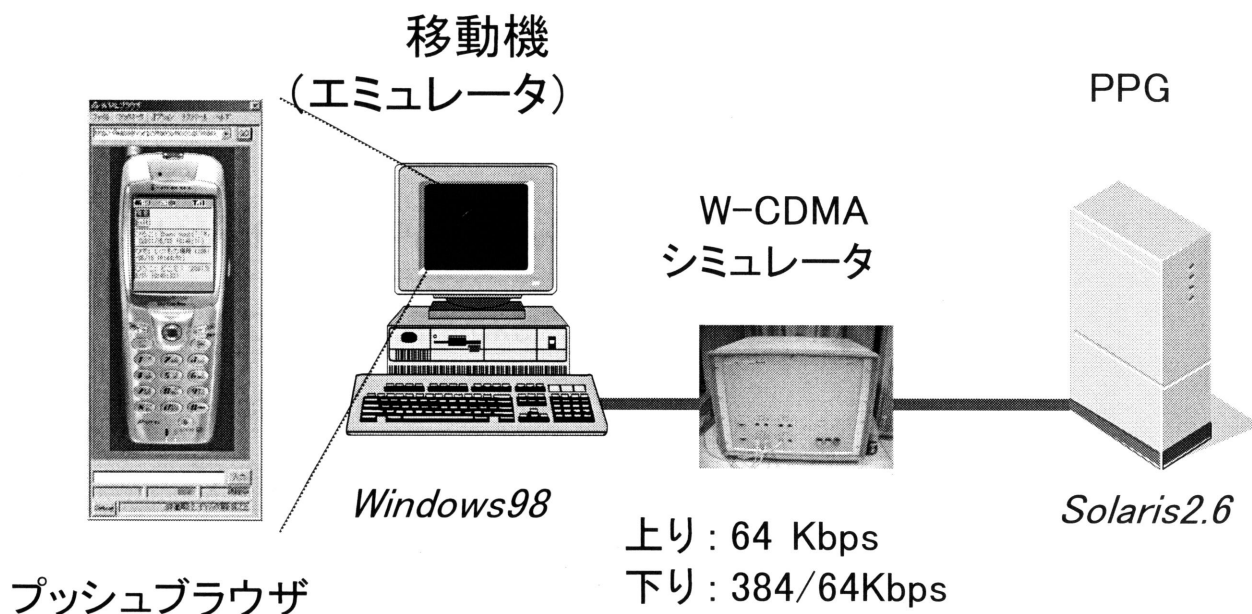 移動機
(エミュレータ)
PPG
W-CDMA
シミュレータ
Windows98
Solaris2.6
上り: 64 Kbps
下り: 384/64Kbps
プッシュブラウザ